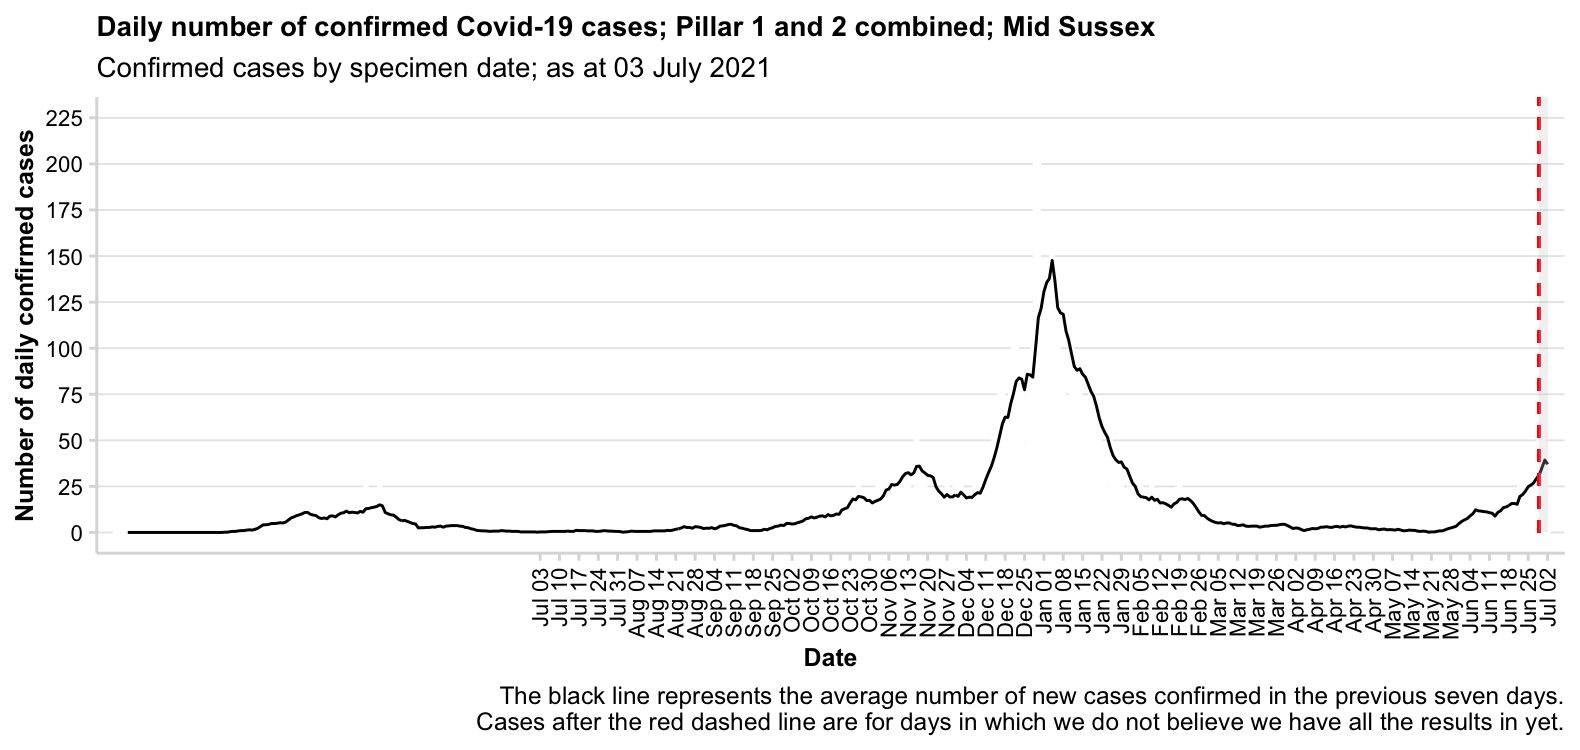 Daily number of confirmed Covid-19 cases; Pillar 1 and 2 combined; Mid Sussex
Confirmed cases by specimen date; as at 03 July 2021
Number of daily confirmed cases
225
200
175
150
125
100
75
50
25
0
Jul 03
Jul 10
Jul 17
Jul 24
Jul 31
Aug 07
Aug 14
Aug 21
Aug 28
Sep 04
Sep 11
Sep 18
Sep 25
Oct 02
Oct 09
Oct 16
Oct 23
Oct 30
Nov 06
Nov 13
Nov 20
Nov 27
Dec 04
Dec 11
Dec 18
Dec 25
Jan 01
Jan 08
Jan 15
Jan 22
Jan 29
Feb 05
Feb 12
Feb 19
Feb 26
Mar 05
Mar 12
Mar 19
Mar 26
Apr 02
Apr 09
Apr 16
Apr 23
Apr 30
May 07
May 14
May 21
May 28
Jun 04
Jun 11
Jun 18
Jun 25
Jul 02
Date
The black line represents the average number of new cases confirmed in the previous seven days.
Cases after the red dashed line are for days in which we do not believe we have all the results in yet.